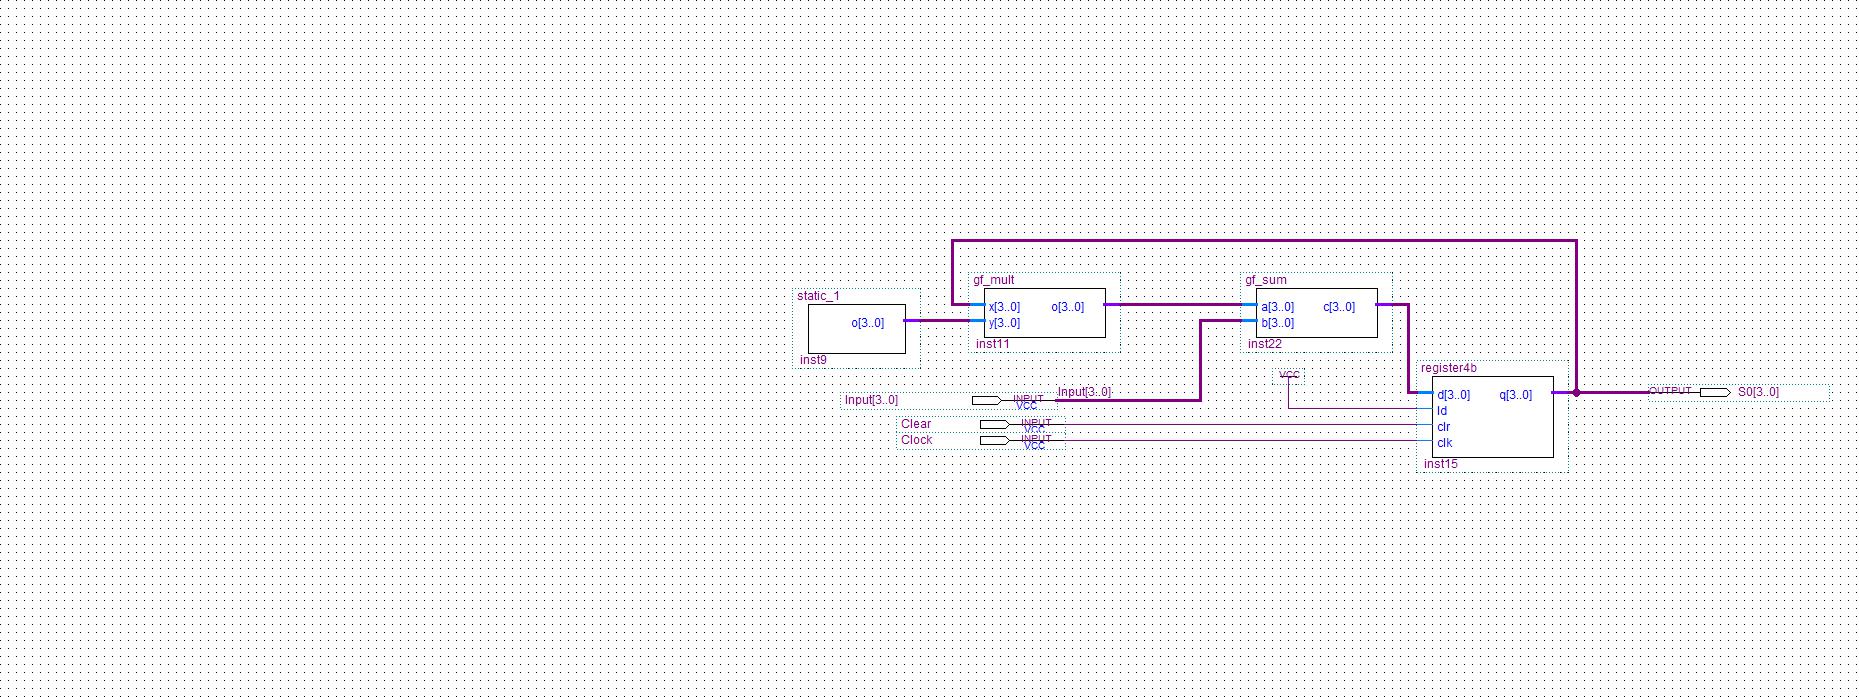 gf_mult
gf_sum
static_1
x[3..0] o[3..0]
y[3..0]
a[3..0] c[3..0]
b[3..0]
o[3..0]
inst11
inst22
inst9
VCC
register4b
Input[3..0] INPUT VCC Input[3..0]
d[3..0] q[3..0]
OUTPUT S0[3..0]
ld
Clear INPUT VCC
clr
Clock INPUT VCC
clk
inst15